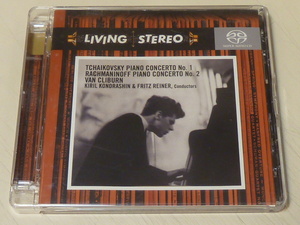 LIVING STEREO
TCHAIKOVSKY PIANO CONCERTO No. 1
RACHMANINOFF PIANO CONCERTO No. 2
VAN CLIBURN
KIRIL KONDRASHIN & FRITZ REINER, Conductors